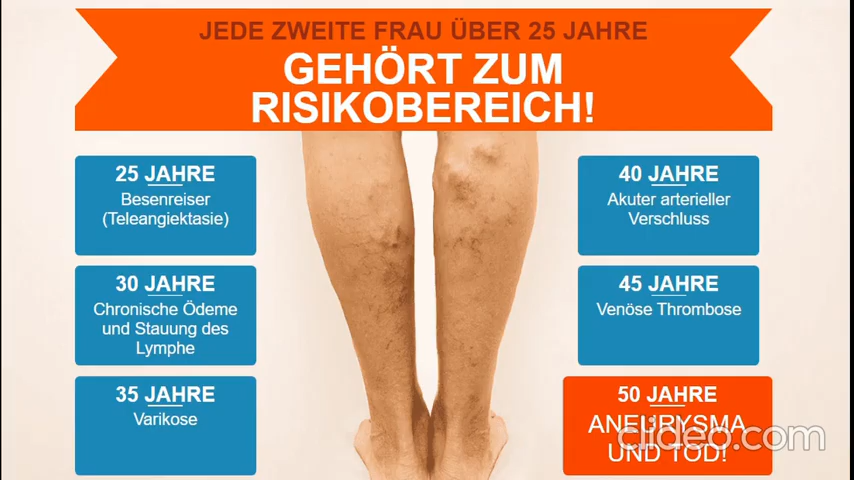 JEDE ZWEITE FRAU ÜBER 25 JAHRE
GEHÖRT ZUM
RISIKOBEREICH!
25 JAHRE
Besenreiser
(Teleangiektasie)
30 JAHRE
Chronische Ödeme
und Stauung des
Lymphe
35 JAHRE
Varikose
40 JAHRE
Akuter arterieller
Verschluss
45 JAHRE
Venöse Thrombose
50 JAHRE
ANEURYSMA
UND TOD!
clideo.com